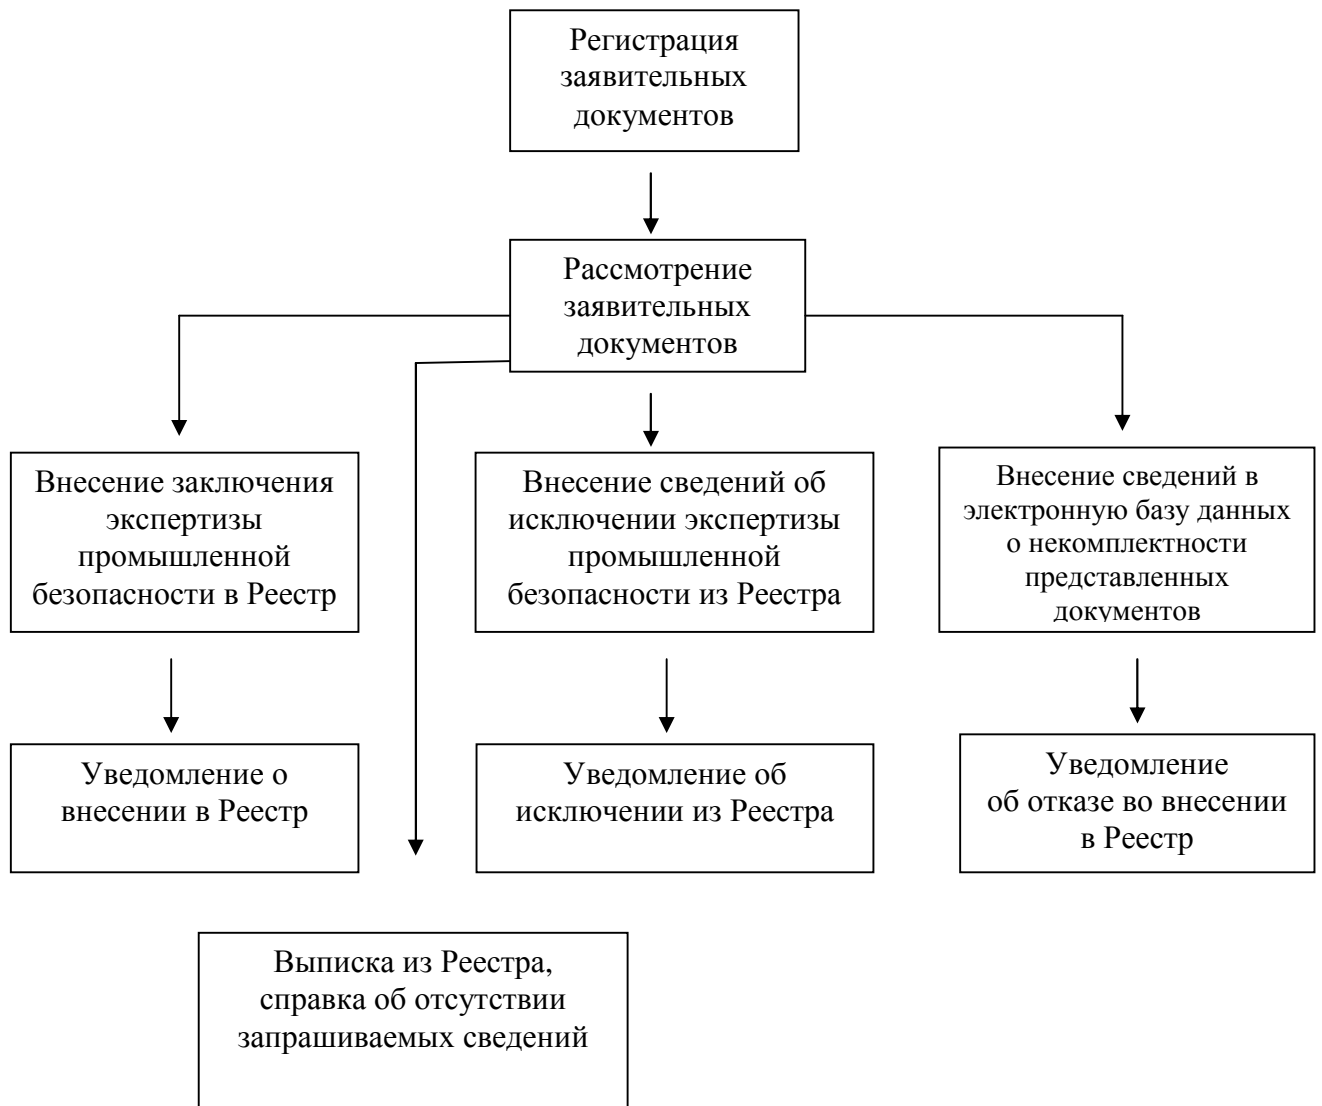 Регистрация
заявительных
документов
Рассмотрение
заявительных
документов
Внесение заключения
экспертизы
промышленной
безопасности в Реестр
Внесение сведений об
исключении экспертизы
промышленной
безопасности из Реестра
Внесение сведений в
электронную базу данных
о некомплектности
представленных
документов
Уведомление о
внесении в Реестр
Уведомление об
исключении из Реестра
Уведомление
об отказе во внесении
в Реестр
Выписка из Реестра,
справка об отсутствии
запрашиваемых сведений